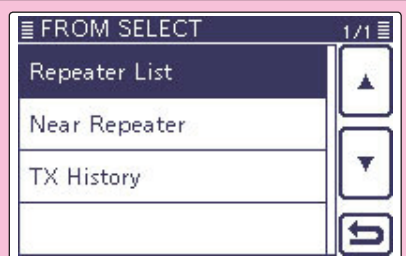 FROM SELECT 1/1
Repeater List
Near Repeater
TX History